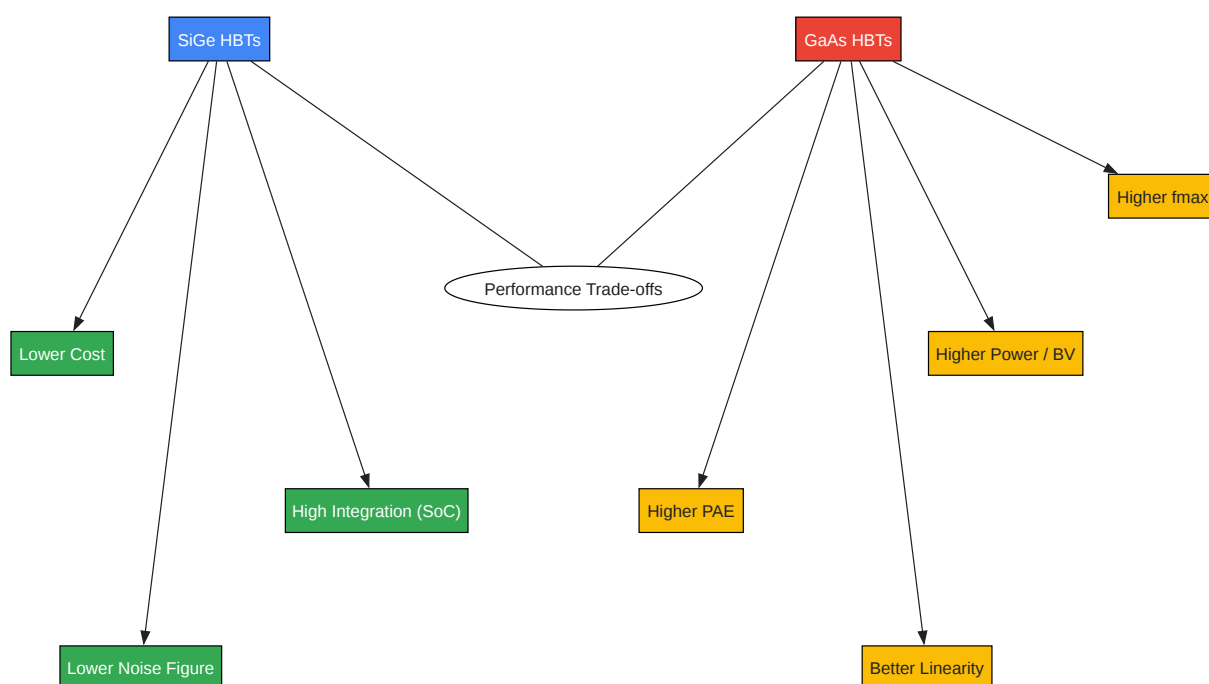 SiGe HBTs
GaAs HBTs
Higher fmax
Performance Trade-offs
Lower Cost
Higher Power / BV
High Integration (SoC)
Higher PAE
Lower Noise Figure
Better Linearity